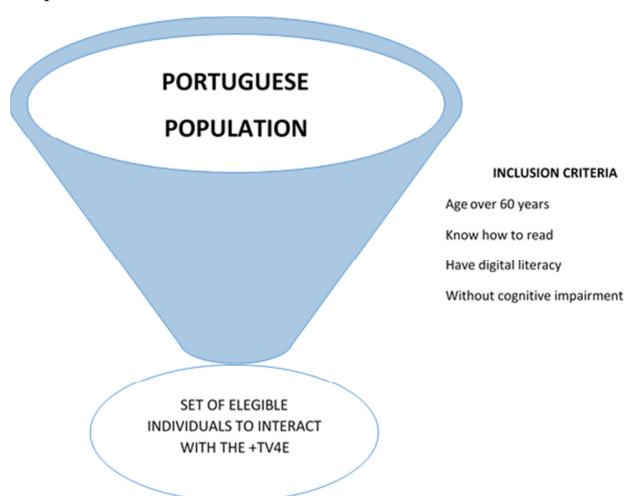 PORTUGUESE
POPULATION
INCLUSION CRITERIA
Age over 60 years
Know how to read
Have digital literacy
Without cognitive impairment
SET OF ELEGIBLE
INDIVIDUALS TO INTERACT
WITH THE +TV4E